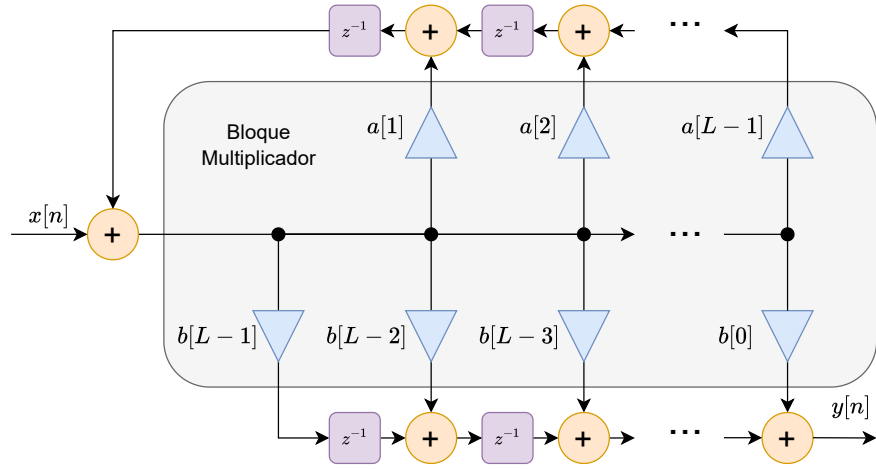 z⁻¹ + z⁻¹ + ...
Bloque
Multiplicador
a[1] a[2] a[L − 1]
x[n]
+ ...
b[L − 1] b[L − 2] b[L − 3] b[0]
y[n]
z⁻¹ + z⁻¹ + ... +